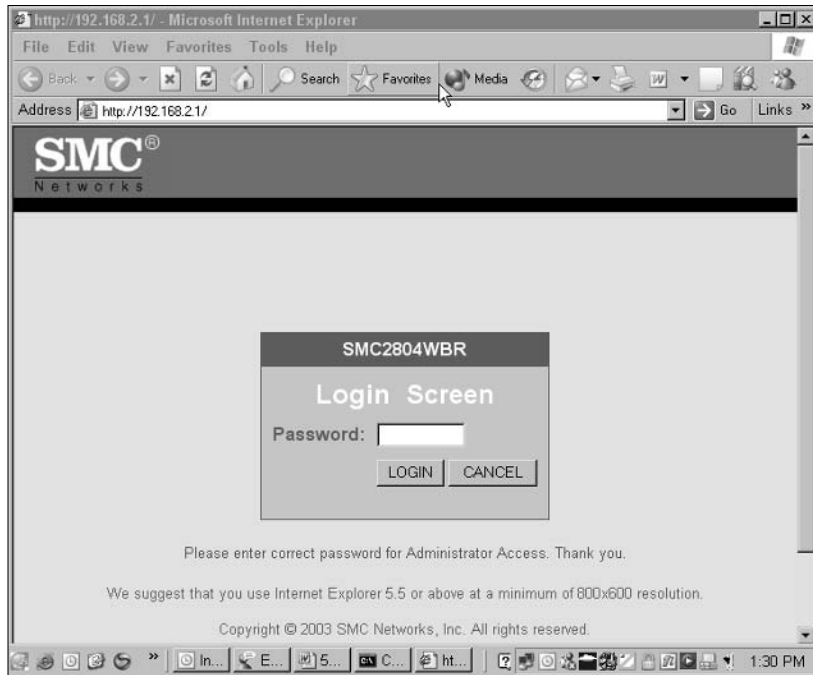 http://192.168.2.1/ - Microsoft Internet Explorer
File Edit View Favorites Tools Help
Back Search Favorites Media
Address http://192.168.2.1/ Go Links »
SMC®
Networks
SMC2804WBR
Login Screen
Password:
LOGIN CANCEL
Please enter correct password for Administrator Access. Thank you.
We suggest that you use Internet Explorer 5.5 or above at a minimum of 800x600 resolution.
Copyright © 2003 SMC Networks, Inc. All rights reserved.
» In... E... 5... C... ht... 1:30 PM